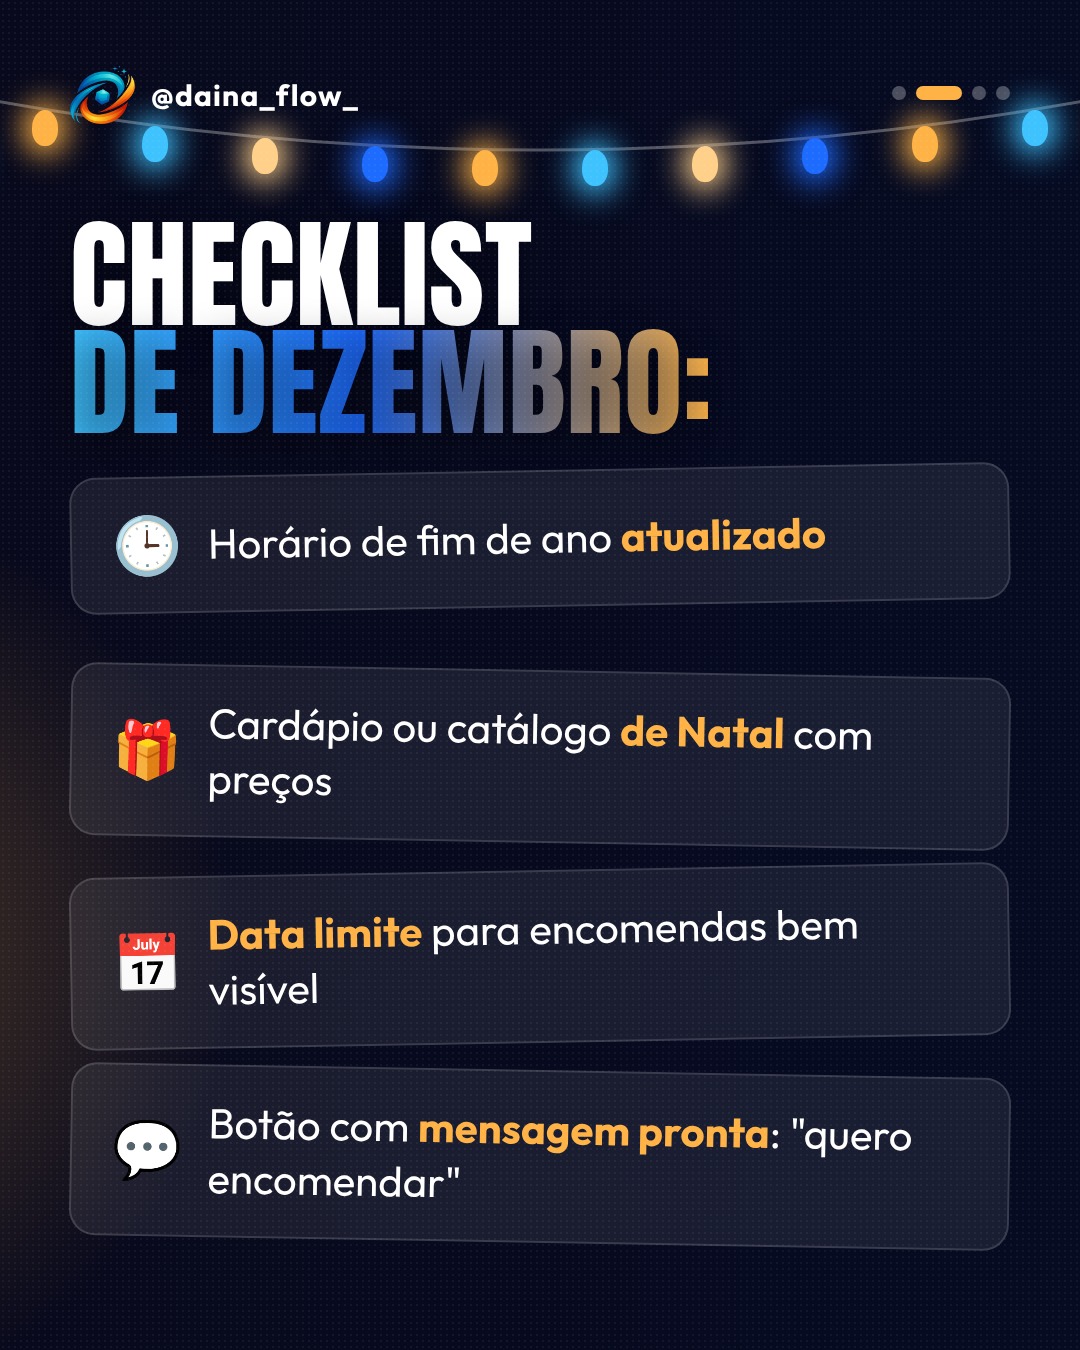 @daina_flow_
CHECKLIST
DE DEZEMBRO:
Horário de fim de ano atualizado
Cardápio ou catálogo de Natal com
preços
July
17
Data limite para encomendas bem
visível
Botão com mensagem pronta: "quero
encomendar"